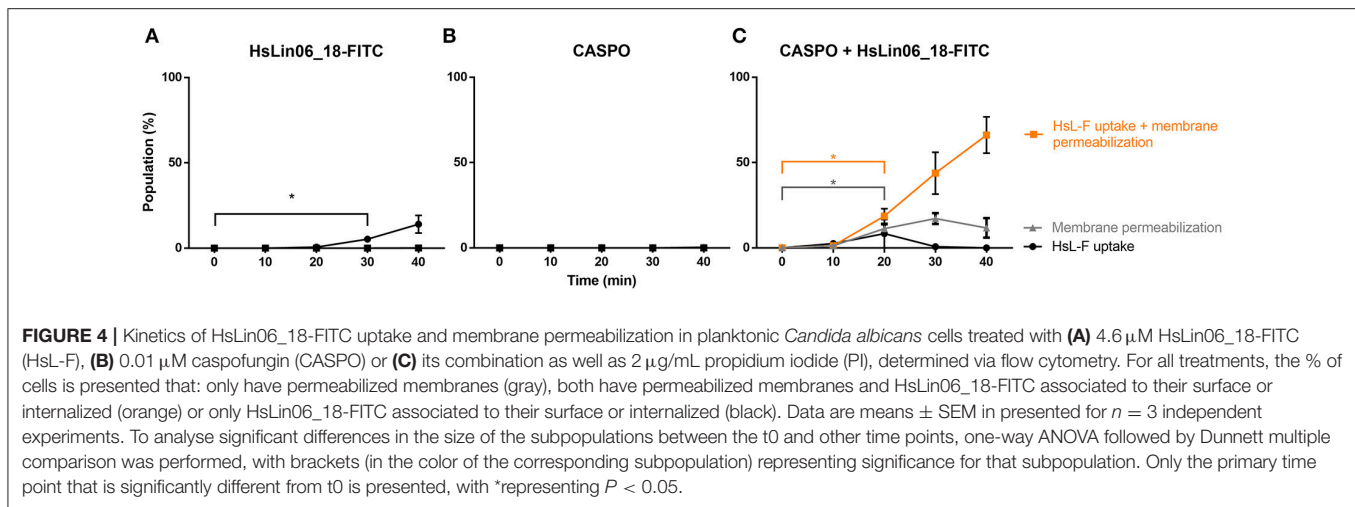 A
HsLin06_18-FITC
B
CASPO
C
CASPO + HsLin06_18-FITC
Population (%)
100
50
0
0 10 20 30 40
*
100
50
0
0 10 20 30 40
Time (min)
100
50
0
0 10 20 30 40
*
*
HsL-F uptake + membrane
permeabilization
Membrane permeabilization
HsL-F uptake
FIGURE 4 | Kinetics of HsLin06_18-FITC uptake and membrane permeabilization in planktonic Candida albicans cells treated with (A) 4.6 μM HsLin06_18-FITC
(HsL-F), (B) 0.01 μM caspofungin (CASPO) or (C) its combination as well as 2 μg/mL propidium iodide (PI), determined via flow cytometry. For all treatments, the % of
cells is presented that: only have permeabilized membranes (gray), both have permeabilized membranes and HsLin06_18-FITC associated to their surface or
internalized (orange) or only HsLin06_18-FITC associated to their surface or internalized (black). Data are means ± SEM in presented for n = 3 independent
experiments. To analyse significant differences in the size of the subpopulations between the t0 and other time points, one-way ANOVA followed by Dunnett multiple
comparison was performed, with brackets (in the color of the corresponding subpopulation) representing significance for that subpopulation. Only the primary time
point that is significantly different from t0 is presented, with *representing P < 0.05.